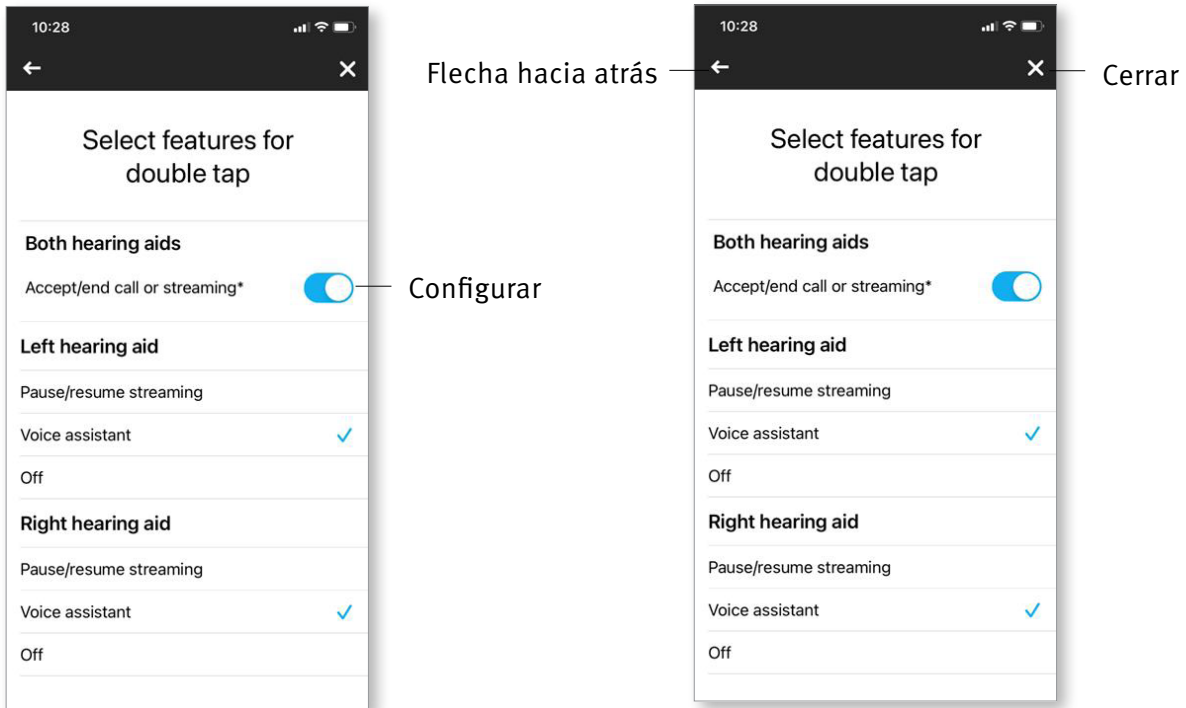 10:28
Select features for
double tap
Both hearing aids
Accept/end call or streaming*
Configurar
Left hearing aid
Pause/resume streaming
Voice assistant
Off
Right hearing aid
Pause/resume streaming
Voice assistant
Off
10:28
Flecha hacia atrás
Cerrar
Select features for
double tap
Both hearing aids
Accept/end call or streaming*
Left hearing aid
Pause/resume streaming
Voice assistant
Off
Right hearing aid
Pause/resume streaming
Voice assistant
Off